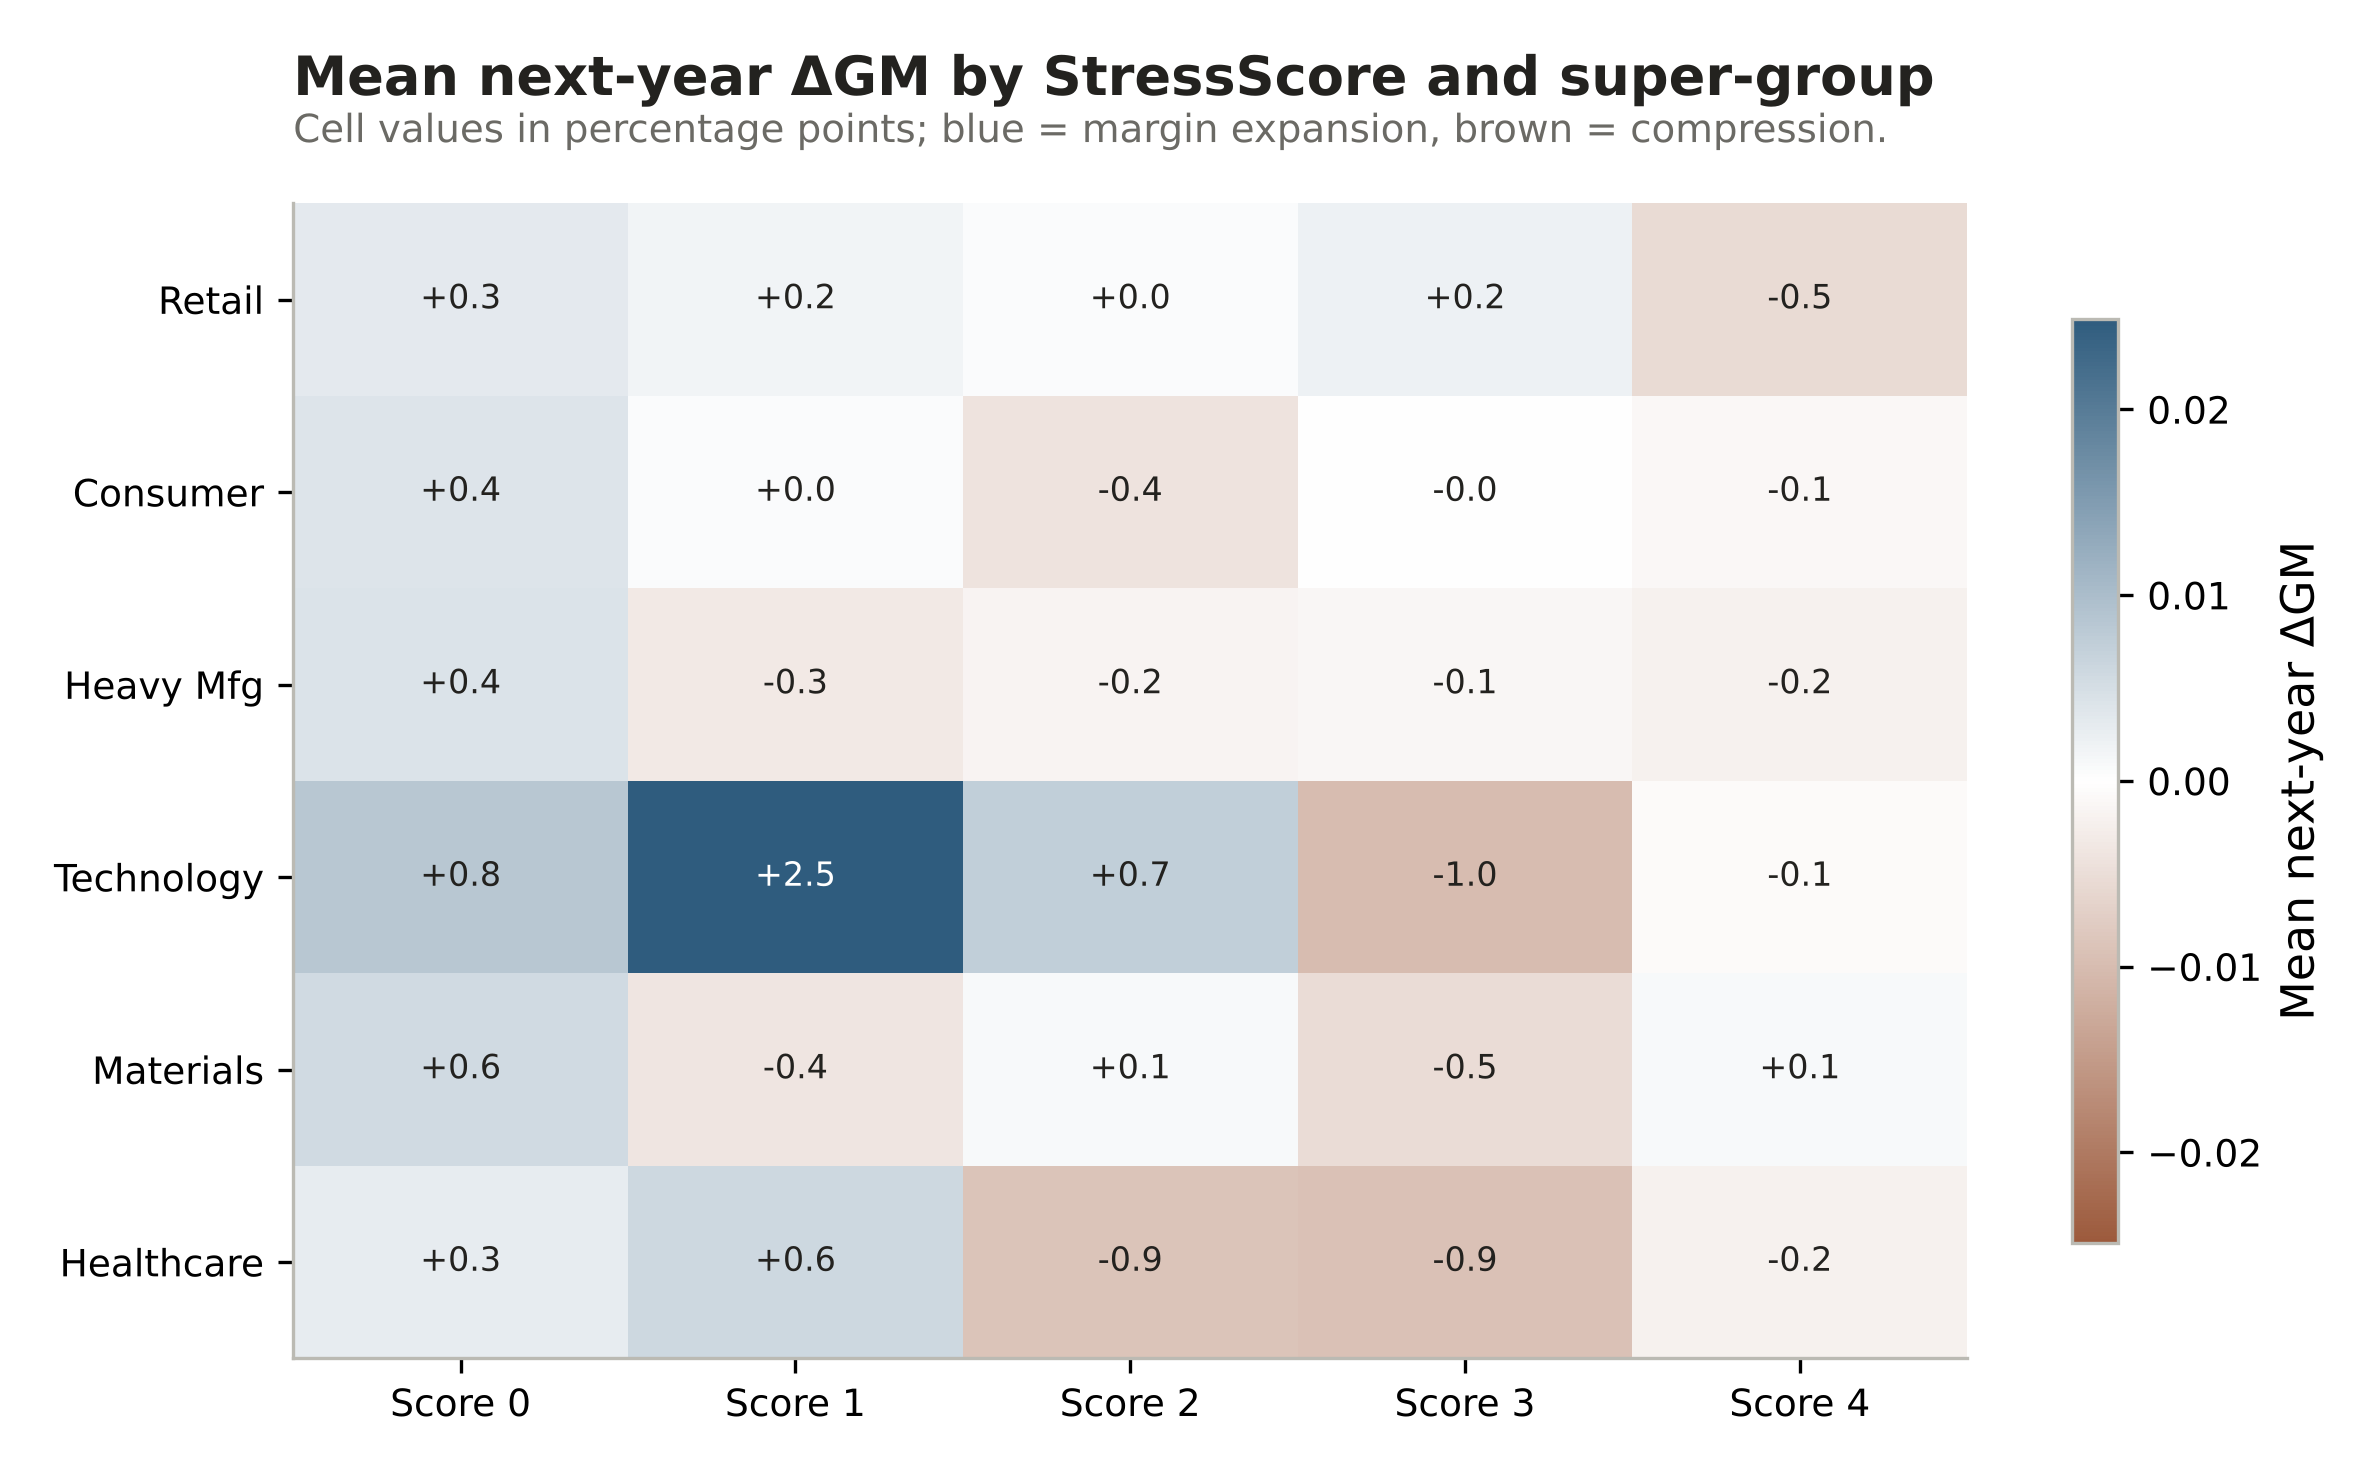 Mean next-year ΔGM by StressScore and super-group
Cell values in percentage points; blue = margin expansion, brown = compression.
Retail +0.3 +0.2 +0.0 +0.2 -0.5
Consumer +0.4 +0.0 -0.4 -0.0 -0.1
Heavy Mfg +0.4 -0.3 -0.2 -0.1 -0.2
Technology +0.8 +2.5 +0.7 -1.0 -0.1
Materials +0.6 -0.4 +0.1 -0.5 +0.1
Healthcare +0.3 +0.6 -0.9 -0.9 -0.2
Score 0 Score 1 Score 2 Score 3 Score 4
0.02
0.01
0.00
−0.01
−0.02
Mean next-year ΔGM